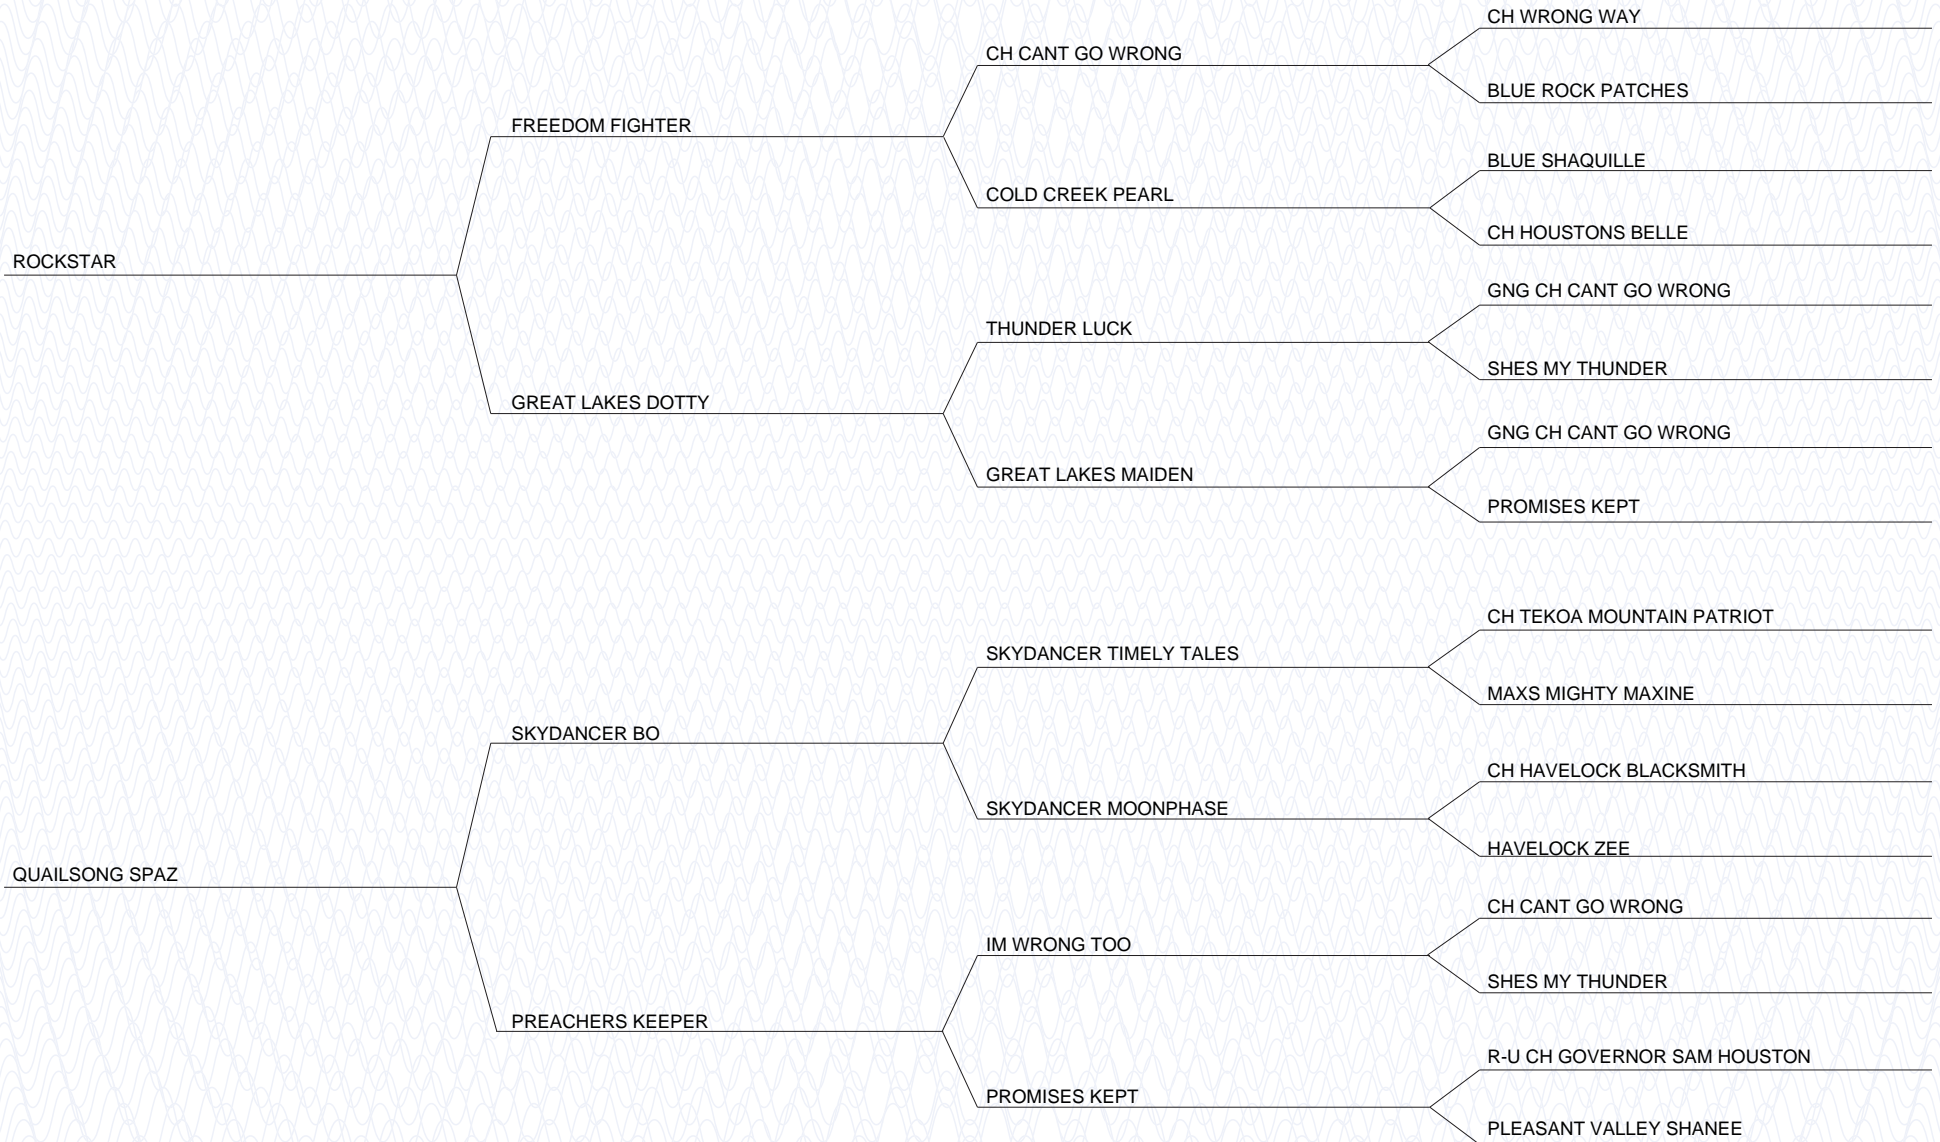 CH WRONG WAY
CH CANT GO WRONG
BLUE ROCK PATCHES
FREEDOM FIGHTER
BLUE SHAQUILLE
COLD CREEK PEARL
CH HOUSTONS BELLE
ROCKSTAR
GNG CH CANT GO WRONG
THUNDER LUCK
SHES MY THUNDER
GREAT LAKES DOTTY
GNG CH CANT GO WRONG
GREAT LAKES MAIDEN
PROMISES KEPT
CH TEKOA MOUNTAIN PATRIOT
SKYDANCER TIMELY TALES
MAXS MIGHTY MAXINE
SKYDANCER BO
CH HAVELOCK BLACKSMITH
SKYDANCER MOONPHASE
HAVELOCK ZEE
QUAILSONG SPAZ
CH CANT GO WRONG
IM WRONG TOO
SHES MY THUNDER
PREACHERS KEEPER
R-U CH GOVERNOR SAM HOUSTON
PROMISES KEPT
PLEASANT VALLEY SHANEE